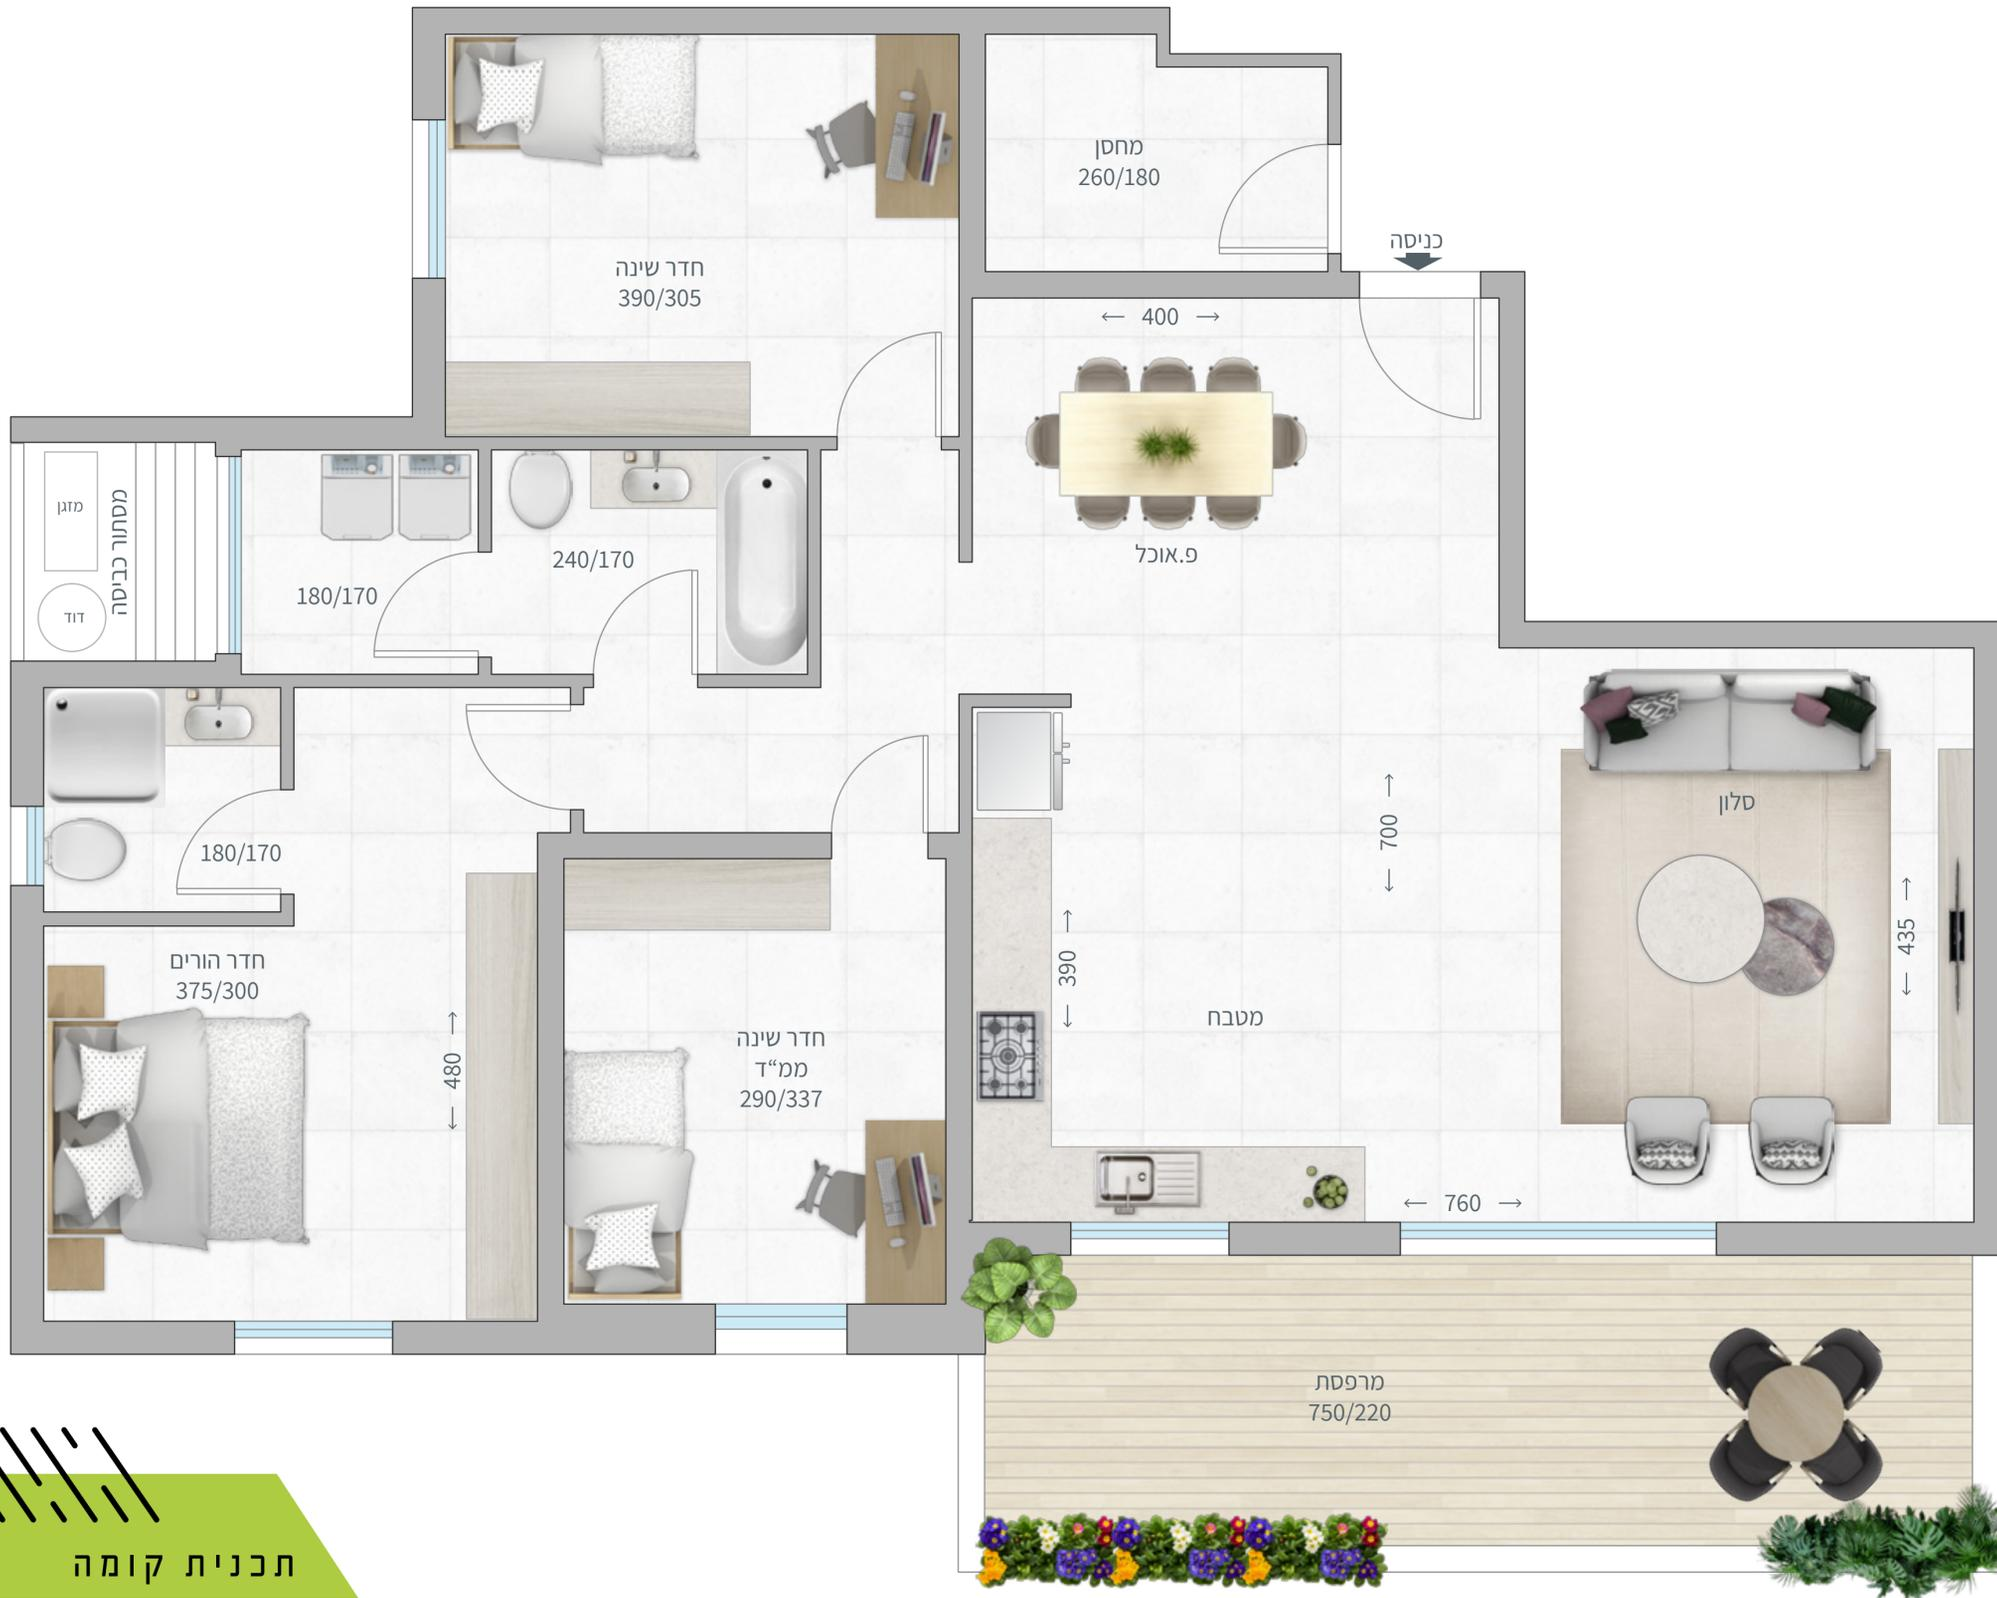 מחסן
260/180
כניסה
חדר שינה
390/305
400
מזגן
דוד
מסתור כביסה
180/170
240/170
פ.אוכל
180/170
סלון
700
435
390
מטבח
760
חדר הורים
375/300
480
חדר שינה
ממ“ד
290/337
מרפסת
750/220
תכנית קומה